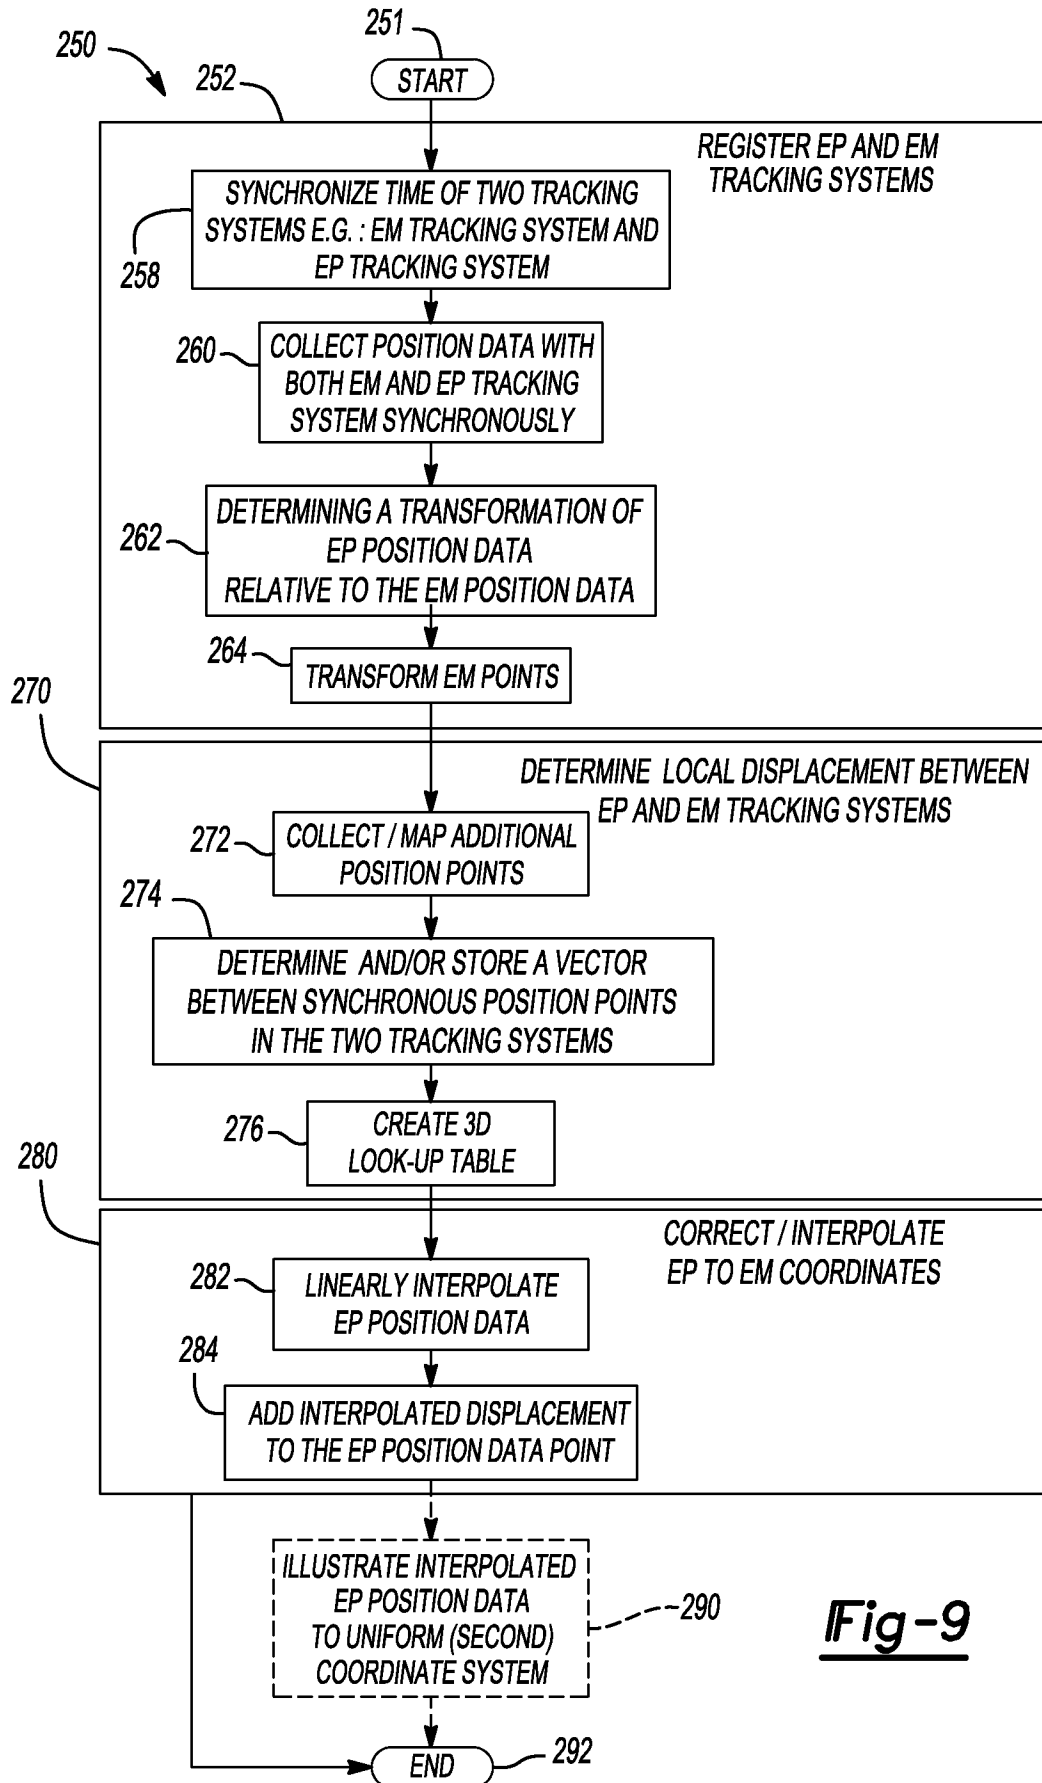 250
251
START
252
REGISTER EP AND EM
TRACKING SYSTEMS
SYNCHRONIZE TIME OF TWO TRACKING
SYSTEMS E.G. : EM TRACKING SYSTEM AND
EP TRACKING SYSTEM
258
260
COLLECT POSITION DATA WITH
BOTH EM AND EP TRACKING
SYSTEM SYNCHRONOUSLY
262
DETERMINING A TRANSFORMATION OF
EP POSITION DATA
RELATIVE TO THE EM POSITION DATA
264
TRANSFORM EM POINTS
270
DETERMINE LOCAL DISPLACEMENT BETWEEN
EP AND EM TRACKING SYSTEMS
272
COLLECT / MAP ADDITIONAL
POSITION POINTS
274
DETERMINE AND/OR STORE A VECTOR
BETWEEN SYNCHRONOUS POSITION POINTS
IN THE TWO TRACKING SYSTEMS
276
CREATE 3D
LOOK-UP TABLE
280
CORRECT / INTERPOLATE
EP TO EM COORDINATES
282
LINEARLY INTERPOLATE
EP POSITION DATA
284
ADD INTERPOLATED DISPLACEMENT
TO THE EP POSITION DATA POINT
ILLUSTRATE INTERPOLATED
EP POSITION DATA
TO UNIFORM (SECOND)
COORDINATE SYSTEM
290
Fig-9
END
292